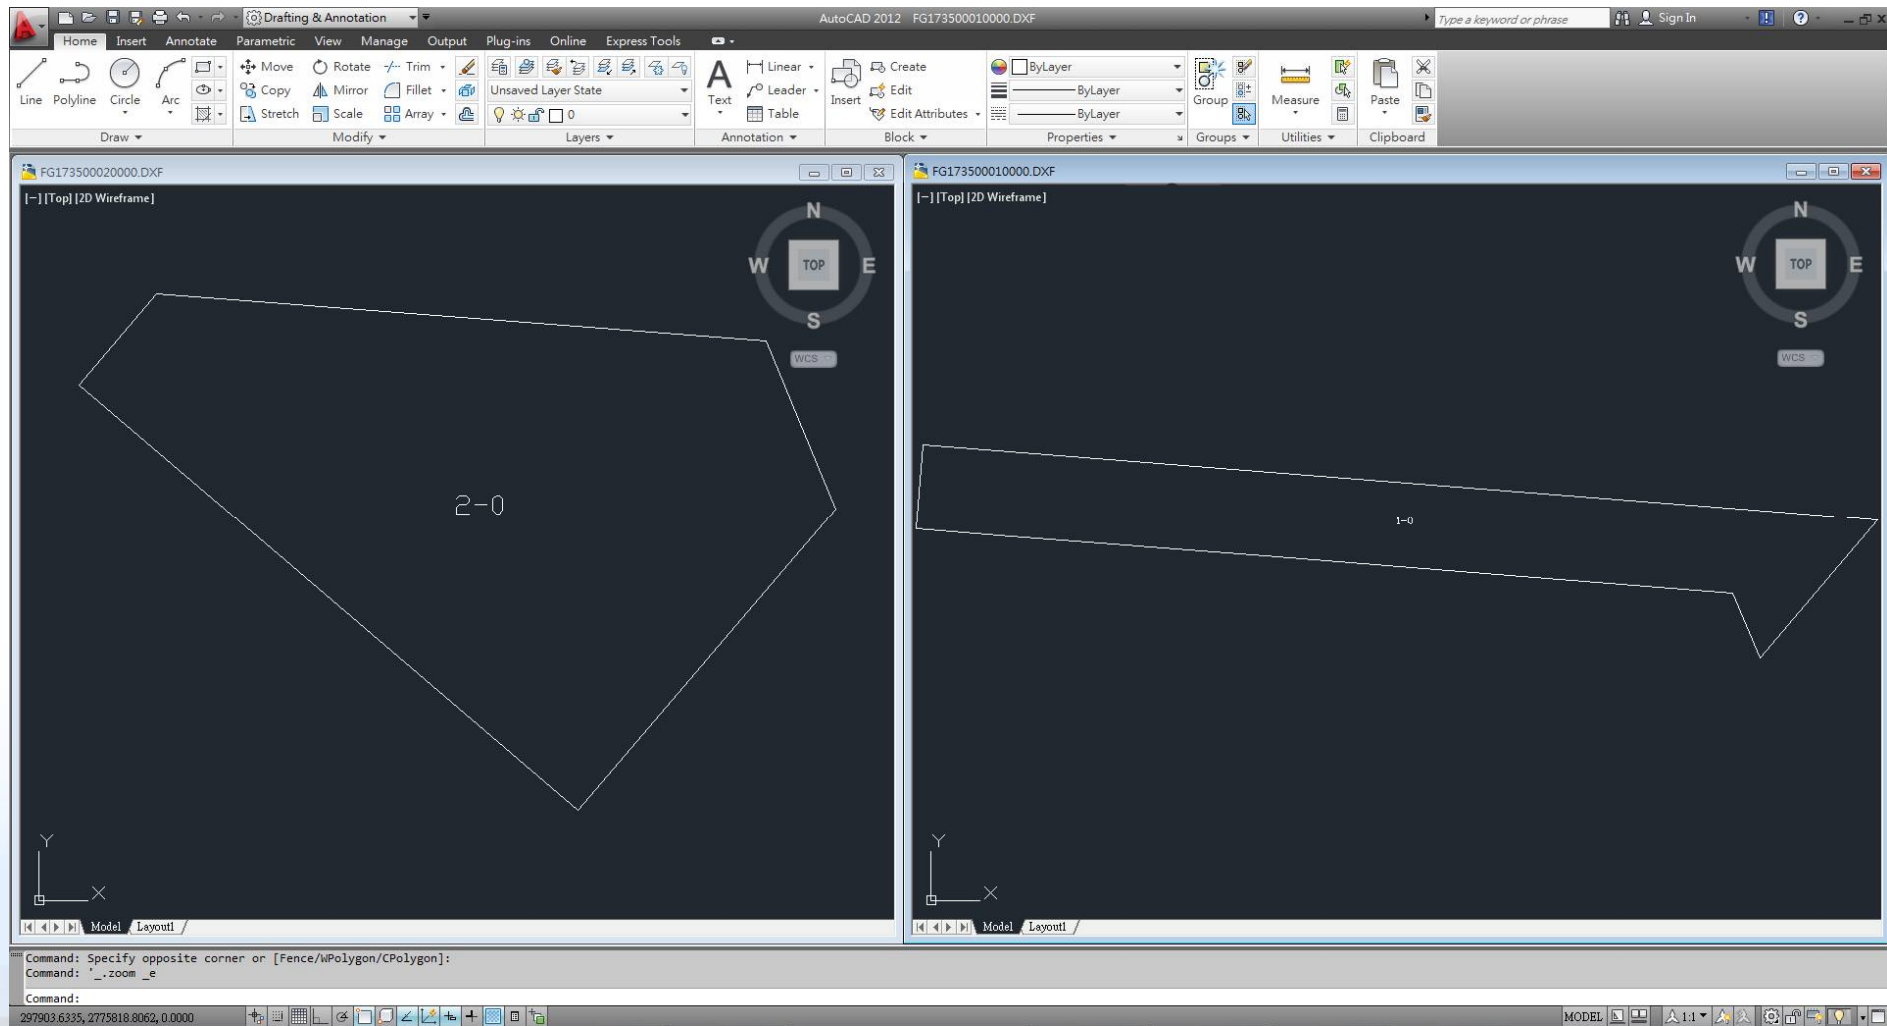 Drafting & Annotation
AutoCAD 2012 FG173500010000.DXF
Type a keyword or phrase
Sign In
Home Insert Annotate Parametric View Manage Output Plug-ins Online Express Tools
Line Polyline Circle Arc
Move Rotate Trim
Copy Mirror Fillet
Stretch Scale Array
Unsaved Layer State
0
Text
Linear
Leader
Table
Insert
Create
Edit
Edit Attributes
ByLayer
ByLayer
ByLayer
Group
Measure
Paste
Draw Modify Layers Annotation Block Properties Groups Utilities Clipboard
FG173500020000.DXF
[−] [Top] [2D Wireframe]
N
W TOP E
S
WCS
2-0
Y
X
Model Layout1
FG173500010000.DXF
[−] [Top] [2D Wireframe]
N
W TOP E
S
WCS
1-0
Y
X
Model Layout1
Command: Specify opposite corner or [Fence/WPolygon/CPolygon]:
Command: '_.zoom _e
Command:
297903.6335, 2775818.8062, 0.0000
MODEL
1:1